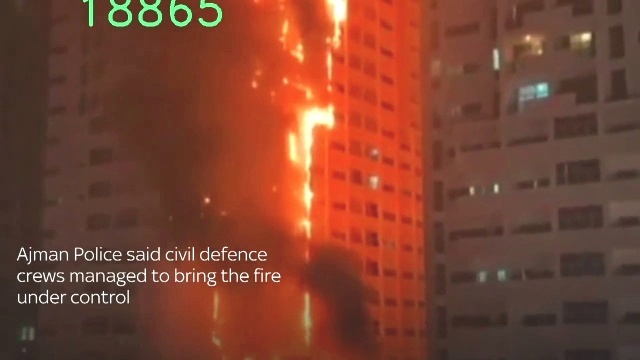 18865
Ajman Police said civil defence
crews managed to bring the fire
under control